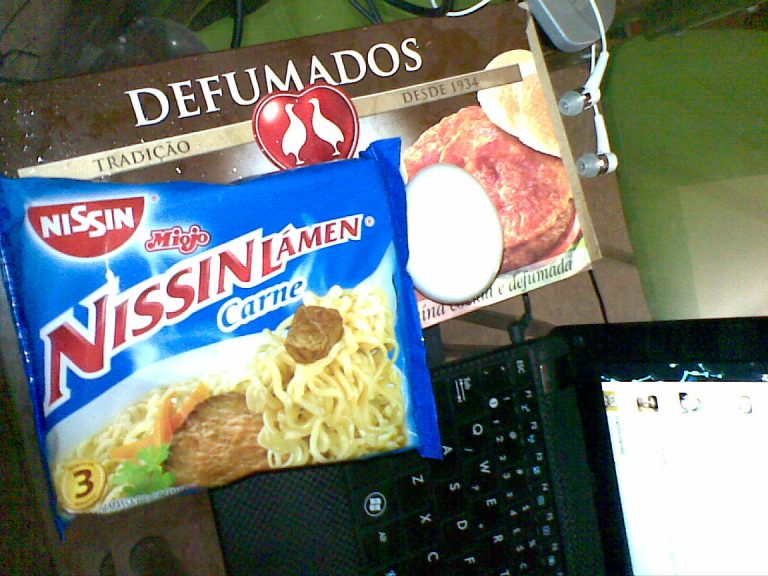 DEFUMADOS
TRADIÇÃO
DESDE 1934
NISSIN
Miojo
NISSIN LÁMEN
Carne
3
e defumada
Q W E R T
A S D F
Z X C